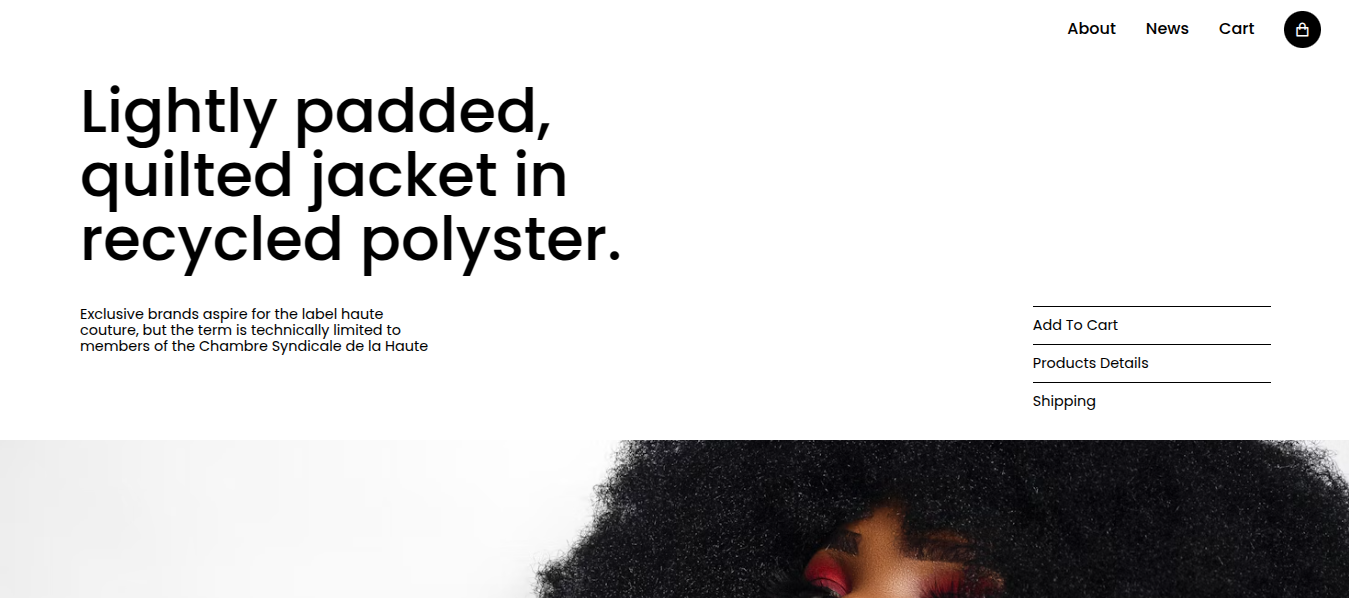 About
News
Cart
Lightly padded,
quilted jacket in
recycled polyster.
Exclusive brands aspire for the label haute
couture, but the term is technically limited to
members of the Chambre Syndicale de la Haute
Add To Cart
Products Details
Shipping